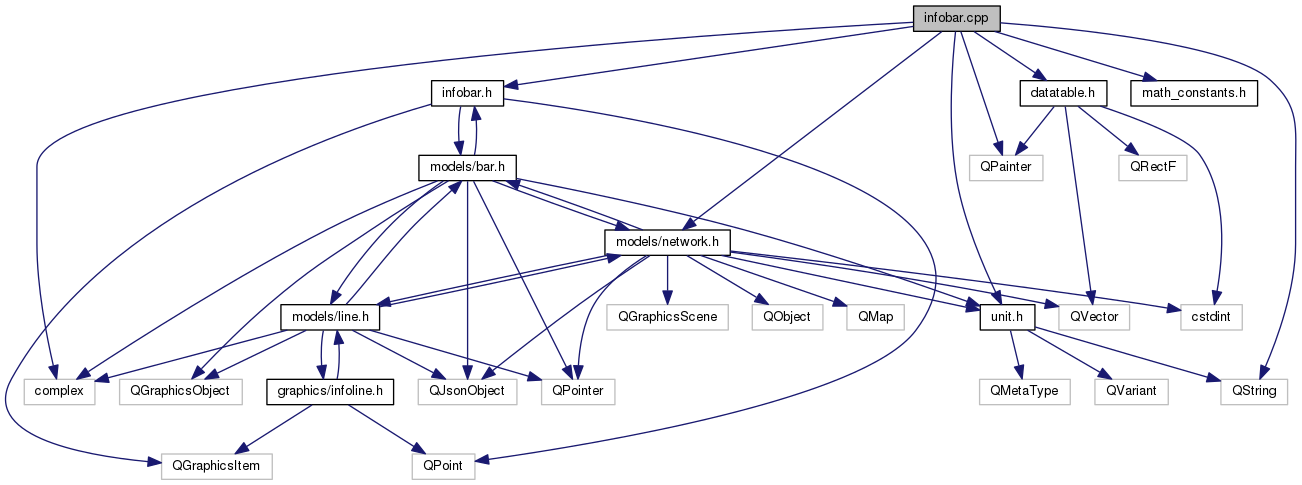 infobar.cpp
infobar.h
datatable.h
math_constants.h
models/bar.h
QPainter
QRectF
models/network.h
models/line.h
QGraphicsScene
QObject
QMap
unit.h
QVector
cstdint
complex
QGraphicsObject
graphics/infoline.h
QJsonObject
QPointer
QMetaType
QVariant
QString
QGraphicsItem
QPoint